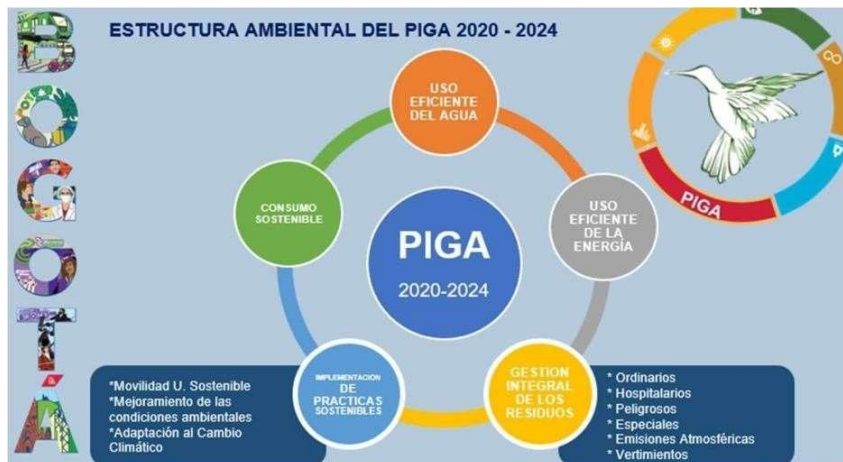 BOGOTÁ
ESTRUCTURA AMBIENTAL DEL PIGA 2020 - 2024
USO
EFICIENTE
DEL AGUA
CONSUMO
SOSTENIBLE
USO
EFICIENTE
DE LA
ENERGÍA
PIGA
2020-2024
PIGA
IMPLEMENTACION
DE
PRACTICAS
SOSTENIBLES
GESTION
INTEGRAL
DE LOS
RESIDUOS
*Movilidad U. Sostenible
*Mejoramiento de las
condiciones ambientales
*Adaptación al Cambio
Climático
* Ordinarios
* Hospitalarios
* Peligrosos
* Especiales
* Emisiones Atmosféricas
* Vertimientos